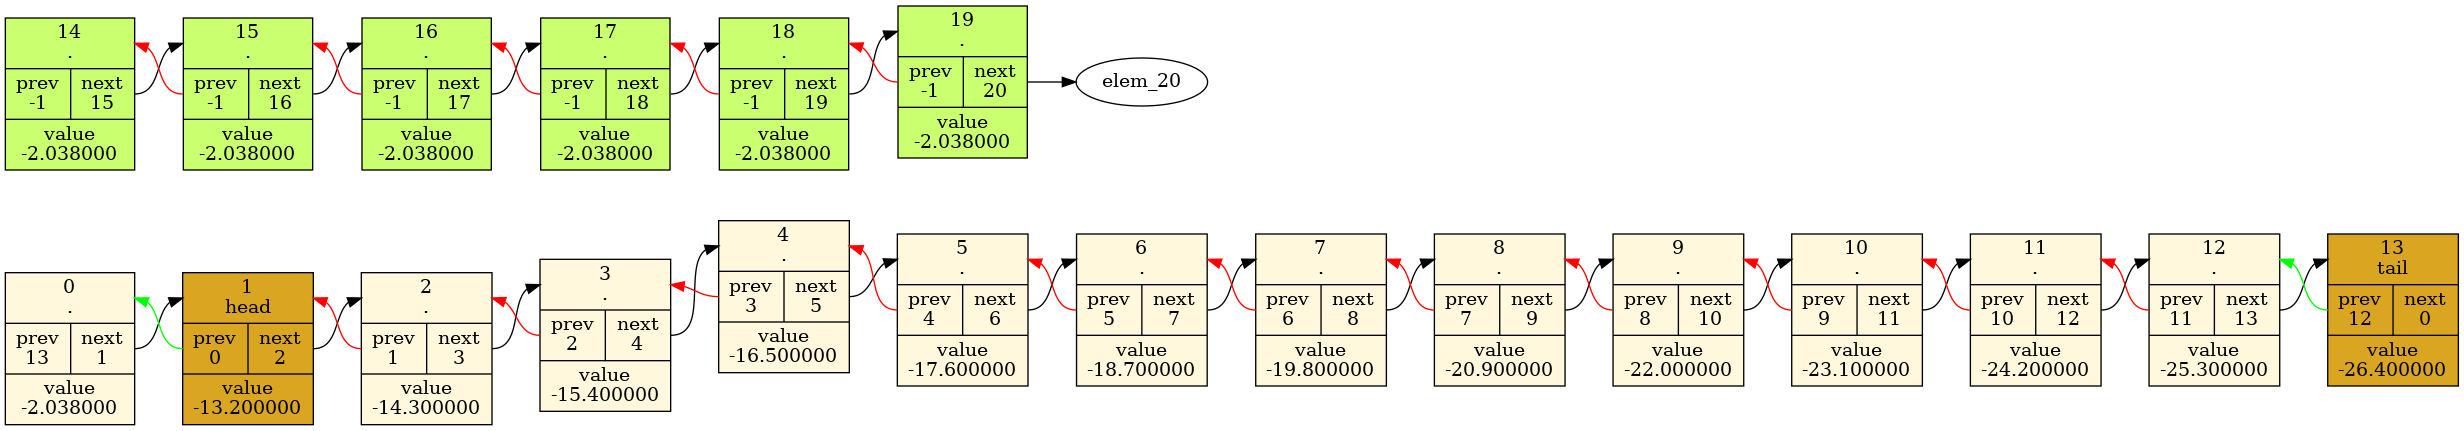 14
.
prev next
-1 15
value
-2.038000
15
.
prev next
-1 16
value
-2.038000
16
.
prev next
-1 17
value
-2.038000
17
.
prev next
-1 18
value
-2.038000
18
.
prev next
-1 19
value
-2.038000
19
.
prev next
-1 20
value
-2.038000
elem_20
0
.
prev next
13 1
value
-2.038000
1
head
prev next
0 2
value
-13.200000
2
.
prev next
1 3
value
-14.300000
3
.
prev next
2 4
value
-15.400000
4
.
prev next
3 5
value
-16.500000
5
.
prev next
4 6
value
-17.600000
6
.
prev next
5 7
value
-18.700000
7
.
prev next
6 8
value
-19.800000
8
.
prev next
7 9
value
-20.900000
9
.
prev next
8 10
value
-22.000000
10
.
prev next
9 11
value
-23.100000
11
.
prev next
10 12
value
-24.200000
12
.
prev next
11 13
value
-25.300000
13
tail
prev next
12 0
value
-26.400000